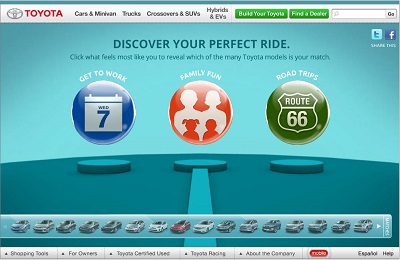 TOYOTA
Cars & Minivan
Trucks
Crossovers & SUVs
Hybrids
& EVs
Build Your Toyota
Find a Dealer
Go
DISCOVER YOUR PERFECT RIDE.
Click what feels most like you to reveal which of the many Toyota models is your match.
SHARE THIS
GET TO WORK
FAMILY FUN
ROAD TRIPS
WED
7
ROUTE
66
Shopping Tools
For Owners
Toyota Certified Used
Toyota Racing
About the Company
mobile
Español
Help